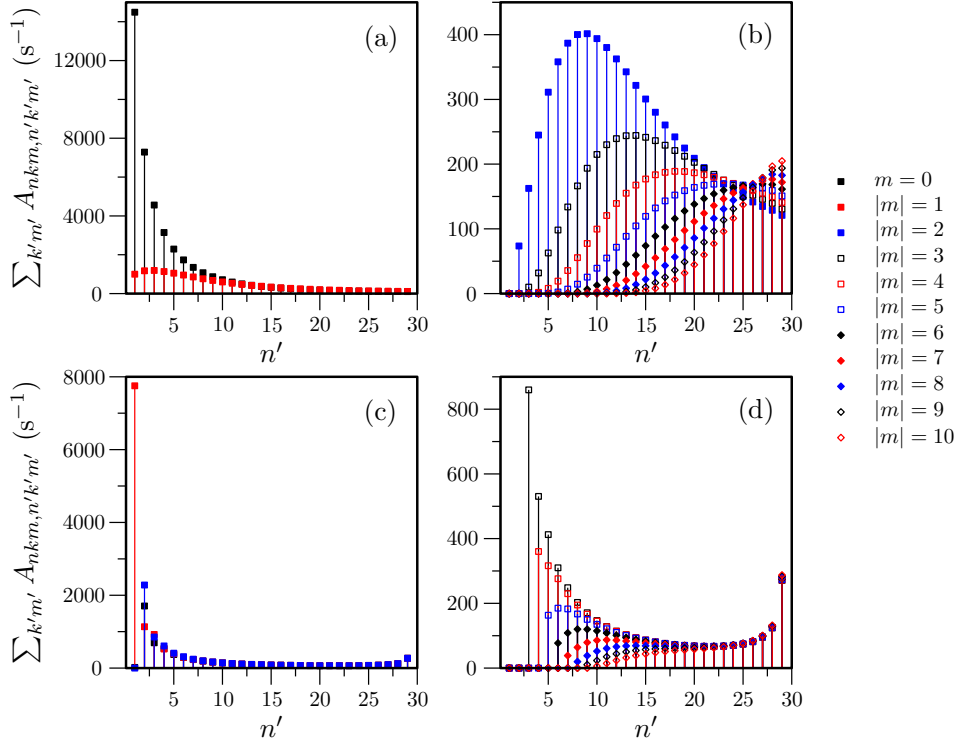 ∑k′m′ Ankm,n′k′m′ (s−1)
12000
8000
4000
0
(a)
5 10 15 20 25 30
n′
400
300
200
100
0
(b)
5 10 15 20 25 30
n′
∑k′m′ Ankm,n′k′m′ (s−1)
8000
6000
4000
2000
0
(c)
5 10 15 20 25 30
n′
800
600
400
200
0
(d)
5 10 15 20 25 30
n′
m = 0
|m| = 1
|m| = 2
|m| = 3
|m| = 4
|m| = 5
|m| = 6
|m| = 7
|m| = 8
|m| = 9
|m| = 10